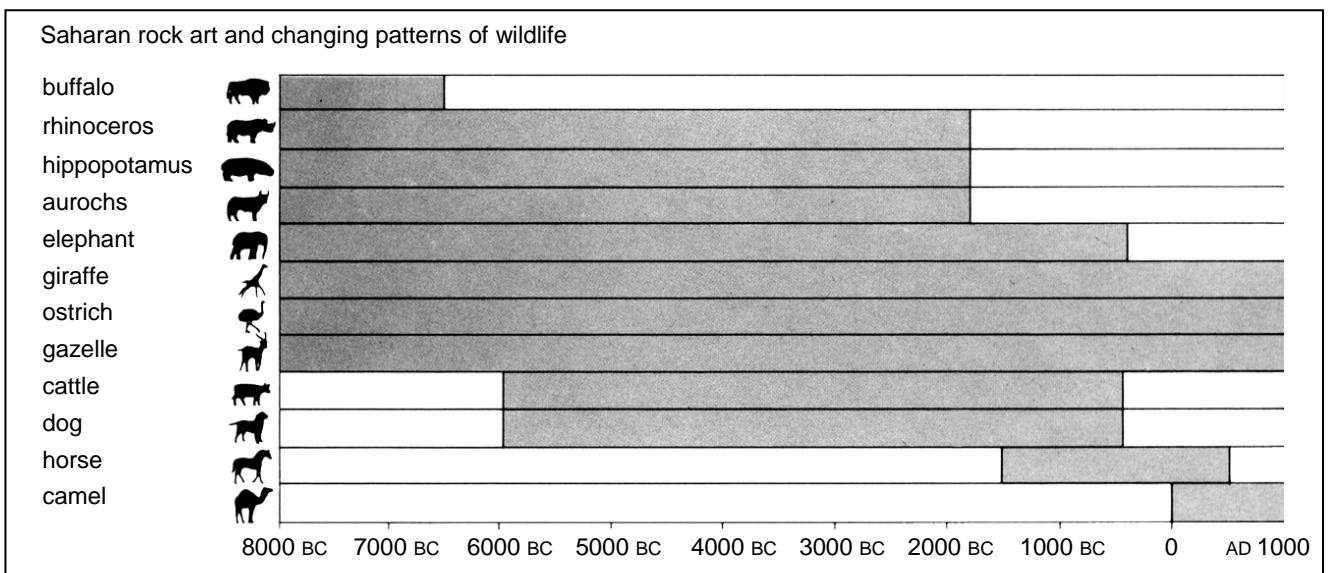 Saharan rock art and changing patterns of wildlife
buffalo
rhinoceros
hippopotamus
aurochs
elephant
giraffe
ostrich
gazelle
cattle
dog
horse
camel
8000 BC 7000 BC 6000 BC 5000 BC 4000 BC 3000 BC 2000 BC 1000 BC 0 AD 1000